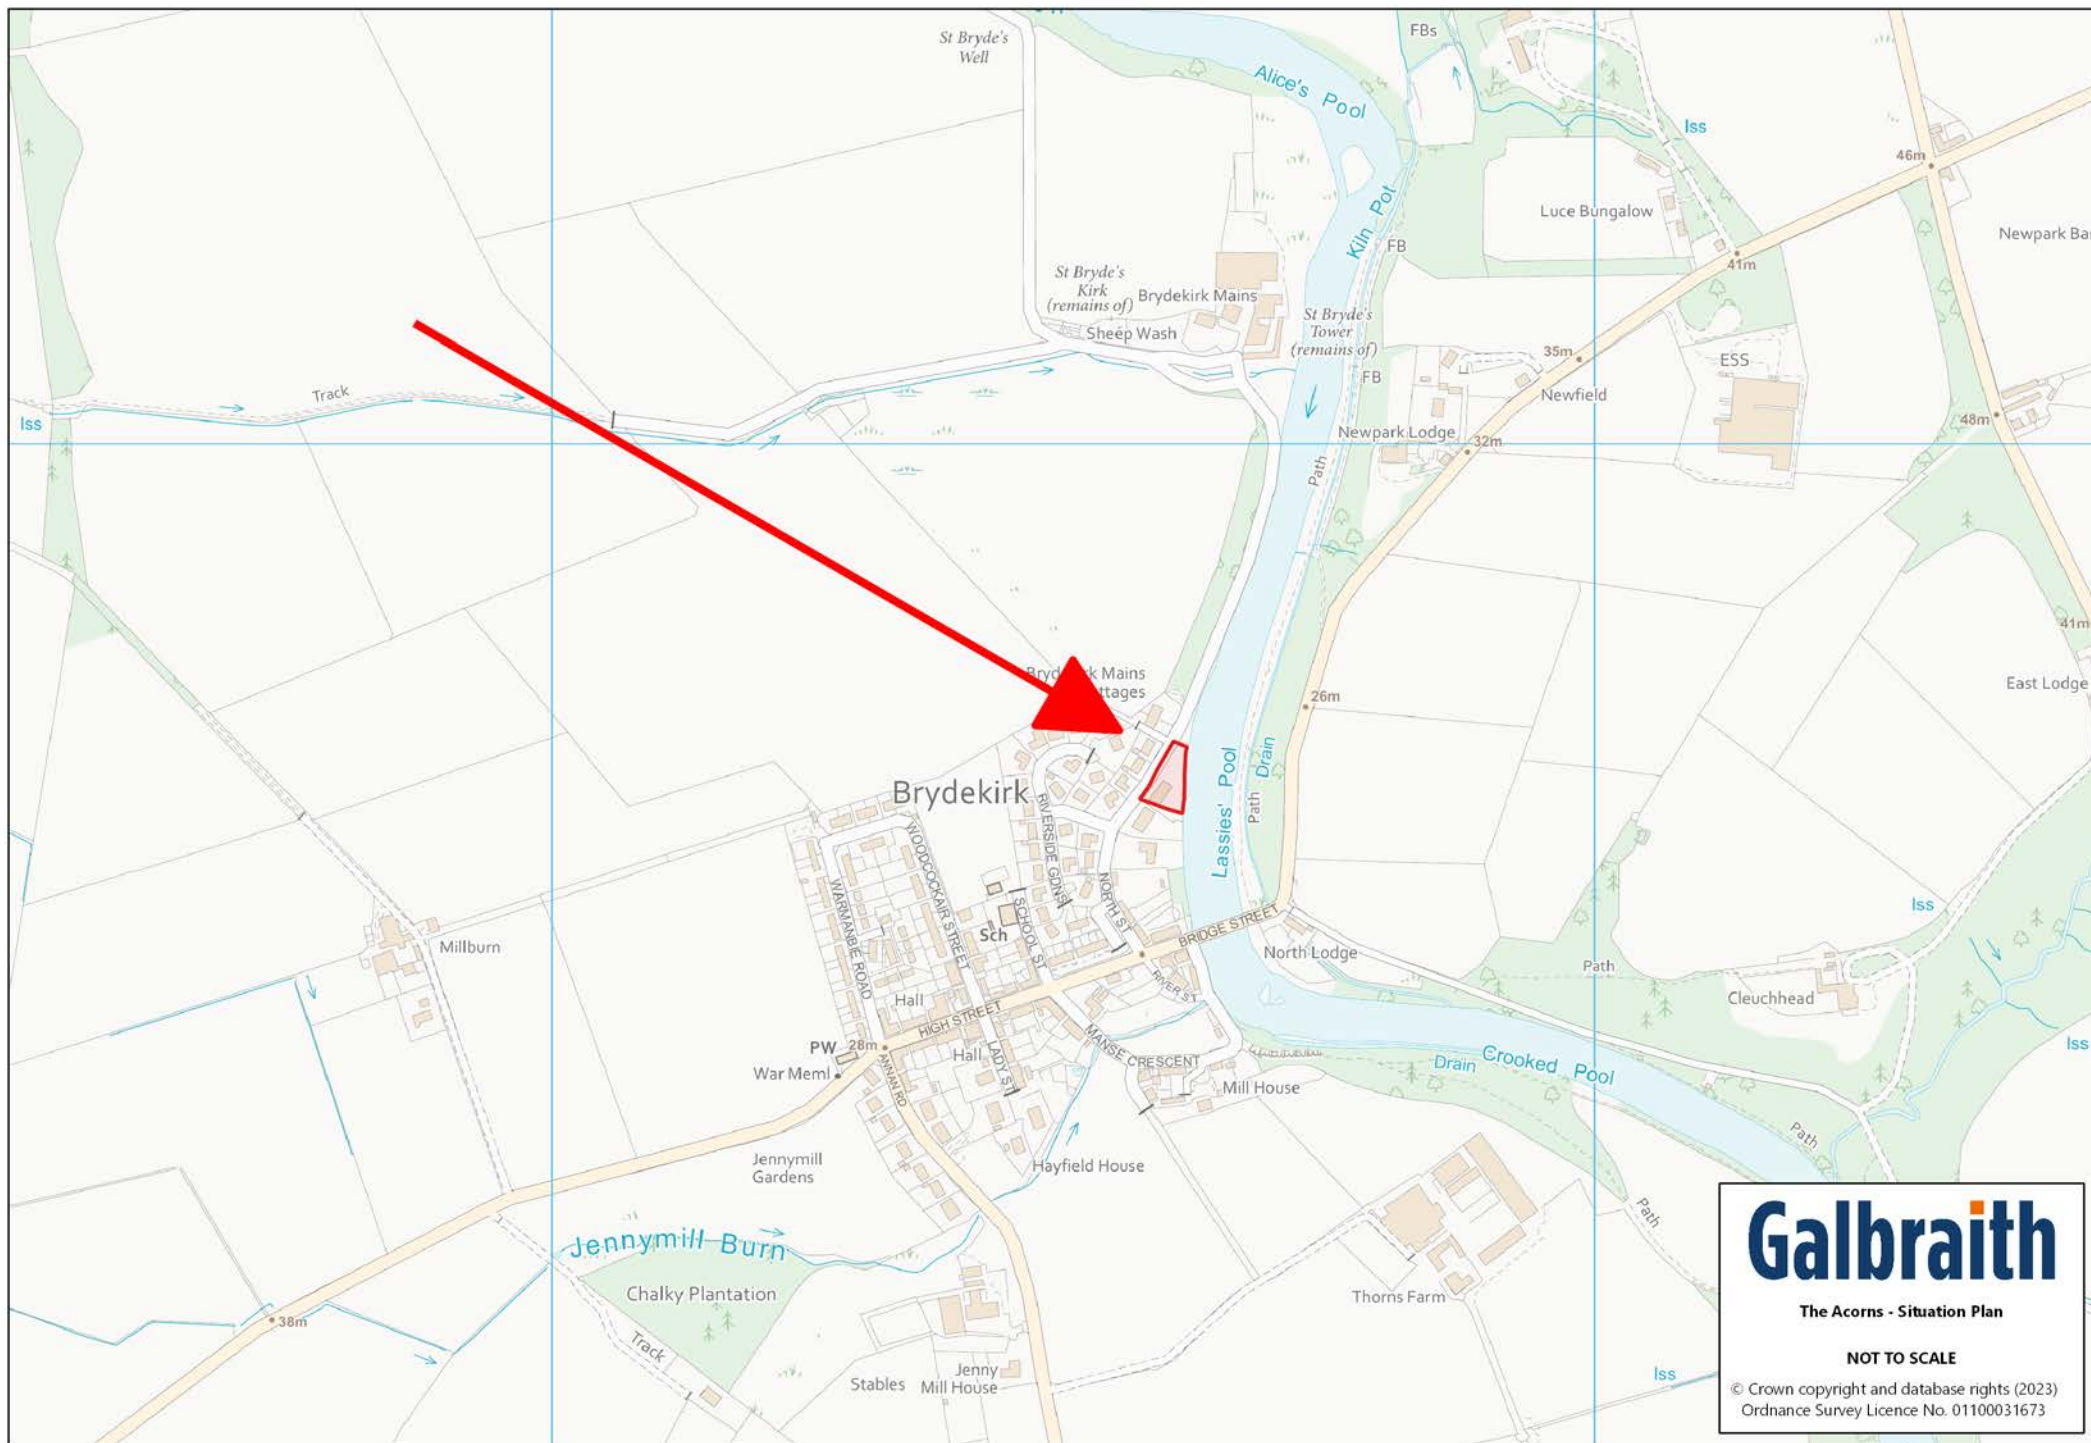 St Bryde's
Well
FBs
Alice's Pool
Iss
46m
Luce Bungalow
Newpark Ba
Kiln Pot
FB
41m
St Bryde's
Kirk
(remains of)
Brydekirk Mains
Sheep Wash
St Bryde's
Tower
(remains of)
35m
ESS
FB
Newfield
Track
Iss
48m
Newpark Lodge
32m
Path
41m
East Lodge
26m
Lassies' Pool
Drain
Path
Brydekirk
RIVERSIDE GDNS
WOODCOCKAIR STREET
WARMANBIE ROAD
NORTH ST
SCHOOL ST
Sch
Iss
BRIDGE STREET
Millburn
North Lodge
Path
RIVER ST
Cleuchhead
Hall
HIGH STREET
MANSE CRESCENT
PW
28m
Hall
LADY ST
War Meml
ANNAN RD
Iss
Drain
Crooked Pool
Mill House
Path
Jennymill
Gardens
Hayfield House
Path
Jennymill Burn
Chalky Plantation
Thorns Farm
38m
Track
Stables
Jenny
Mill House
Iss
Galbraith
The Acorns - Situation Plan
NOT TO SCALE
© Crown copyright and database rights (2023)
Ordnance Survey Licence No. 01100031673